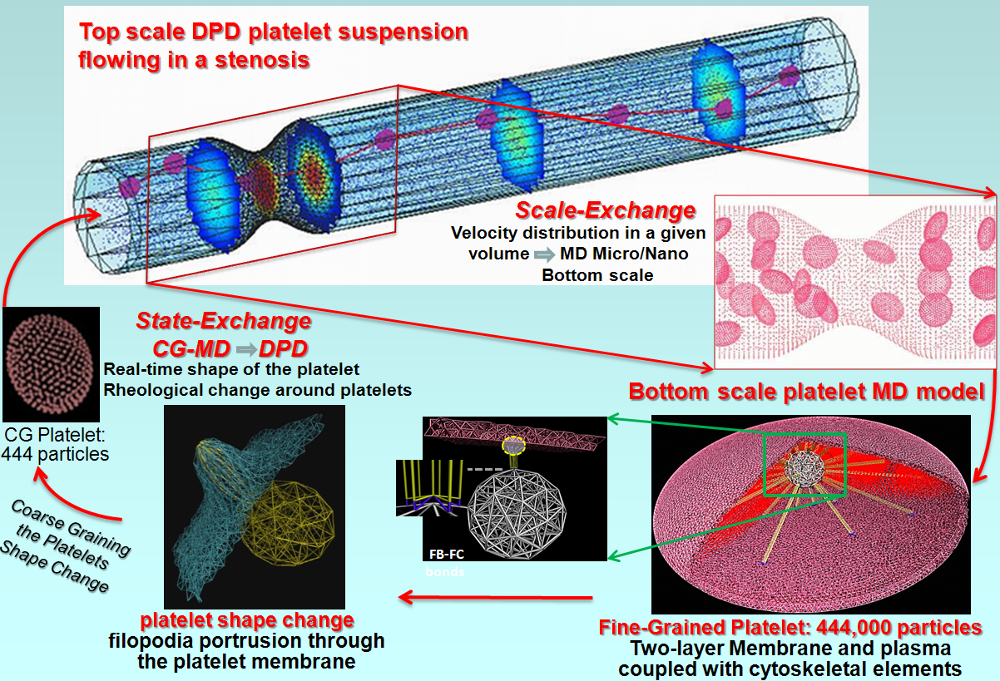 Top scale DPD platelet suspension
flowing in a stenosis
Scale-Exchange
Velocity distribution in a given
volume ⇨ MD Micro/Nano
Bottom scale
State-Exchange
CG-MD ⇨ DPD
Real-time shape of the platelet
Rheological change around platelets
Bottom scale platelet MD model
CG Platelet:
444 particles
Coarse Graining
the Platelets
Shape Change
FB-FC
bonds
platelet shape change
filopodia portrusion through
the platelet membrane
Fine-Grained Platelet: 444,000 particles
Two-layer Membrane and plasma
coupled with cytoskeletal elements